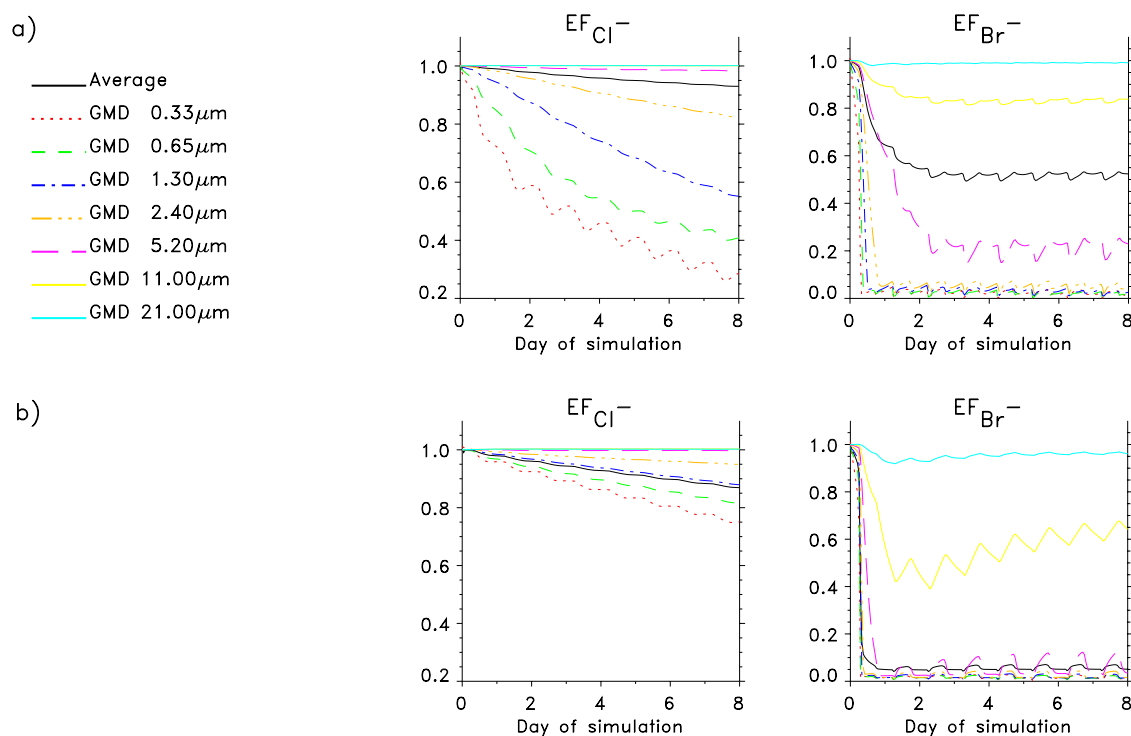 a)
Average
GMD 0.33μm
GMD 0.65μm
GMD 1.30μm
GMD 2.40μm
GMD 5.20μm
GMD 11.00μm
GMD 21.00μm
EF Cl−
1.0
0.8
0.6
0.4
0.2
0 2 4 6 8
Day of simulation
EF Br−
1.0
0.8
0.6
0.4
0.2
0.0
0 2 4 6 8
Day of simulation
b)
EF Cl−
1.0
0.8
0.6
0.4
0.2
0 2 4 6 8
Day of simulation
EF Br−
1.0
0.8
0.6
0.4
0.2
0.0
0 2 4 6 8
Day of simulation